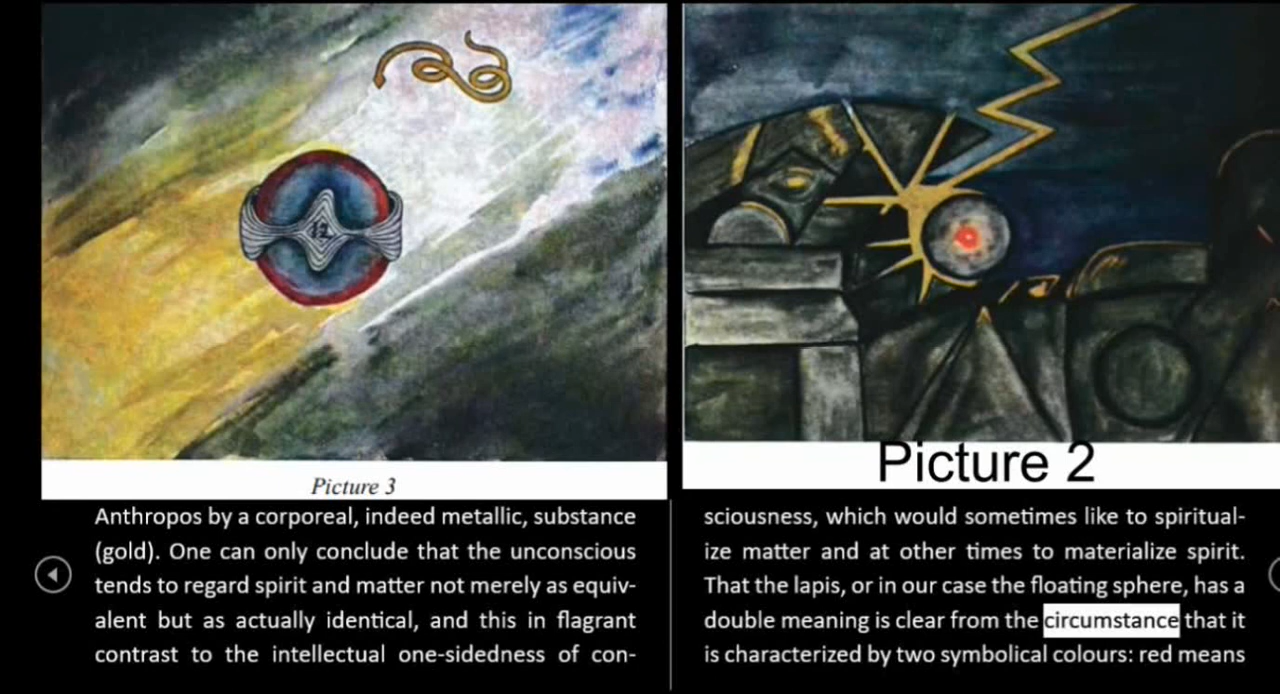 12
Picture 3
Picture 2
Anthropos by a corporeal, indeed metallic, substance
(gold). One can only conclude that the unconscious
tends to regard spirit and matter not merely as equiv-
alent but as actually identical, and this in flagrant
contrast to the intellectual one-sidedness of con-
sciousness, which would sometimes like to spiritual-
ize matter and at other times to materialize spirit.
That the lapis, or in our case the floating sphere, has a
double meaning is clear from the circumstance that it
is characterized by two symbolical colours: red means